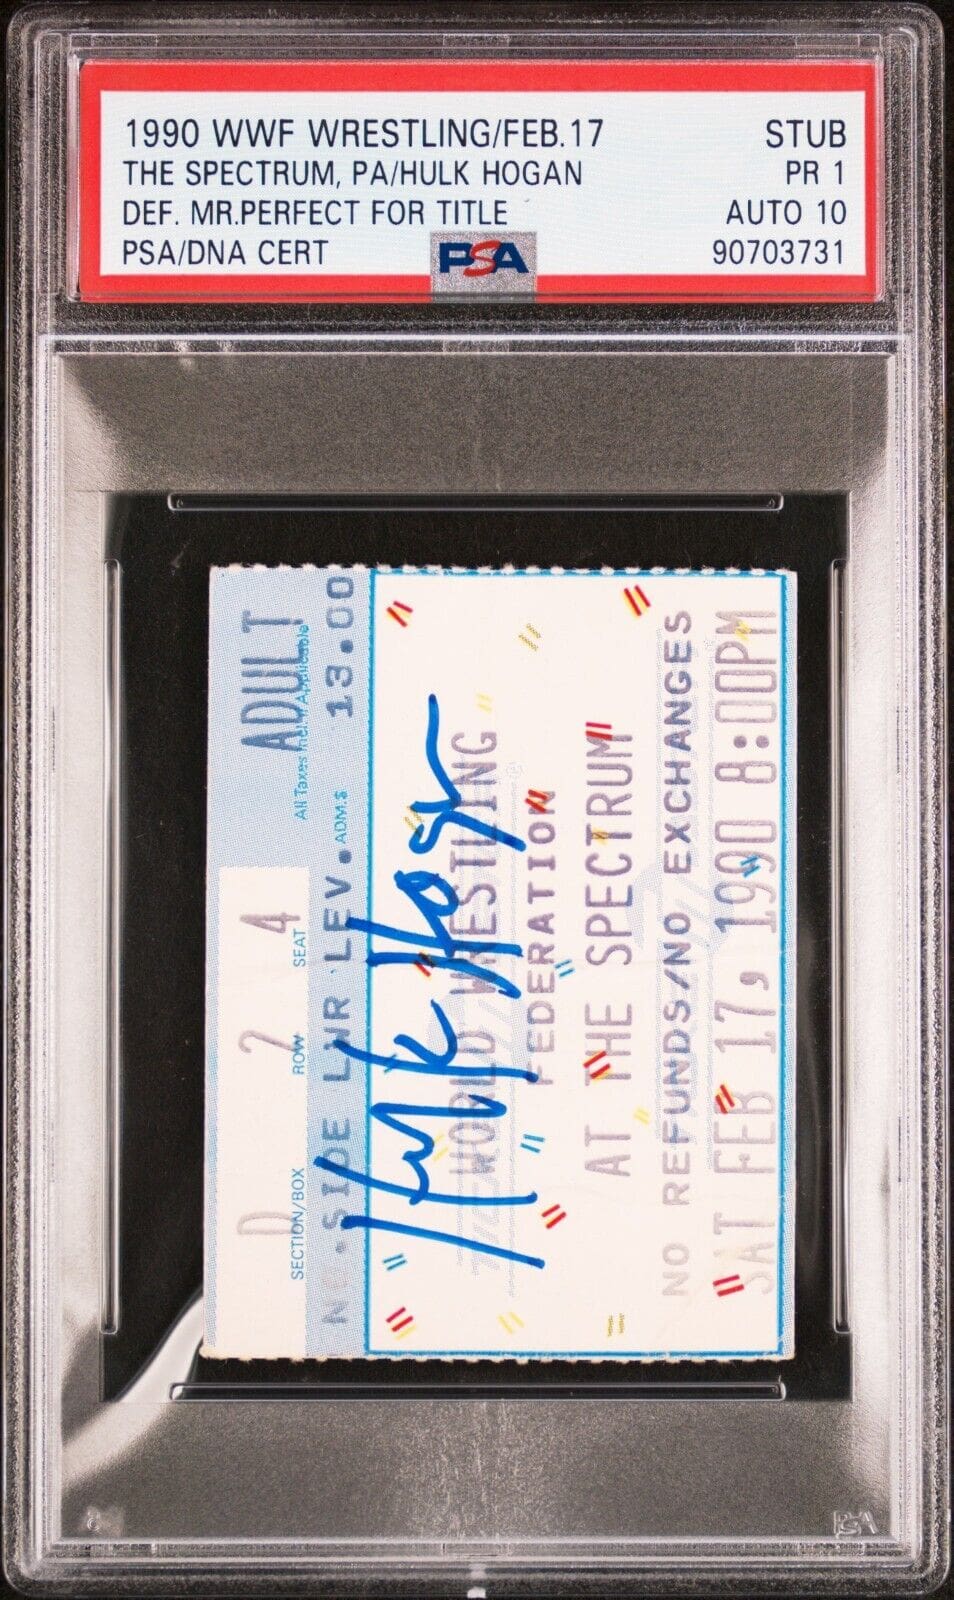 1990 WWF WRESTLING/FEB.17 STUB
THE SPECTRUM, PA/HULK HOGAN PR 1
DEF. MR.PERFECT FOR TITLE AUTO 10
PSA/DNA CERT PSA 90703731
D 2 4 ADULT
SECTION/BOX ROW SEAT All Taxes Incl. If Applicable
NO.SIDE LWR LEV. ADM.$ 13.00
Hulk Hogan
WORLD WRESTLING
FEDERATION
AT THE SPECTRUM
NO REFUNDS/NO EXCHANGES
SAT FEB 17, 1990 8:00PM
PSA